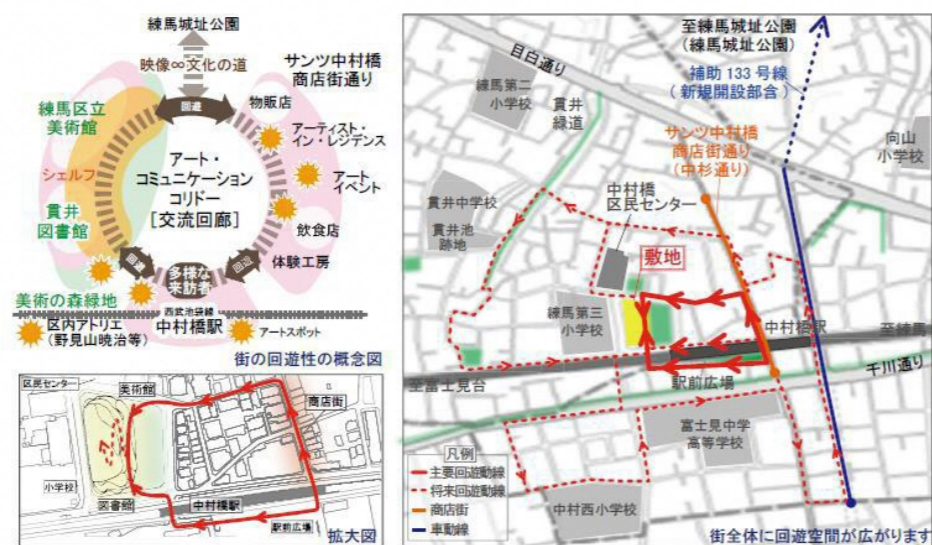 練馬城址公園
映像∞文化の道
サンツ中村橋
商店街通り
回遊
物販店
練馬区立
美術館
アーティスト・
イン・レジデンス
シェルフ
アート・
コミュニケーション
コリドー
[交流回廊]
アート
イベント
貫井
図書館
飲食店
回遊
多様な
来訪者
回遊
体験工房
美術の森緑地
西武池袋線
中村橋駅
区内アトリエ
(野見山暁治等)
アートスポット
街の回遊性の概念図
区民センター
美術館
商店街
小学校
図書館
中村橋駅
駅前広場
拡大図
至練馬城址公園
(練馬城址公園)
目白通り
補助133号線
(新規開設部含)
練馬第二
小学校
貫井
緑道
サンツ中村橋
商店街通り
(中杉通り)
向山
小学校
中村橋
区民センター
貫井中学校
貫井池
跡地
敷地
練馬第三
小学校
中村橋駅
至練馬
至富士見台
駅前広場
千川通り
富士見中学
高等学校
凡例
主要回遊動線
将来回遊動線
商店街
車動線
中村西小学校
街全体に回遊空間が広がります